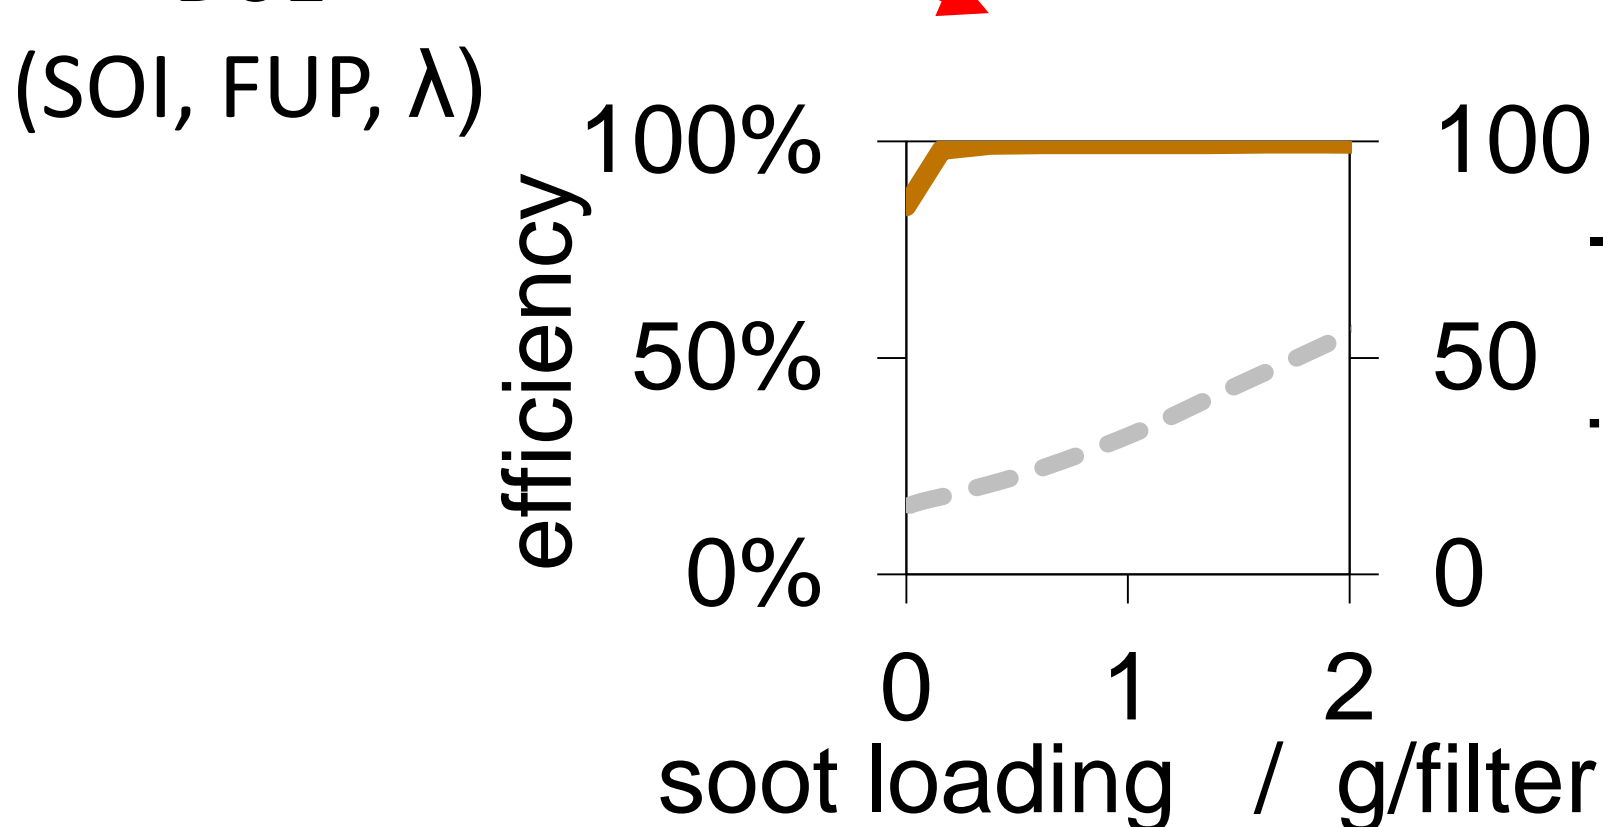 (SOI, FUP, λ)
efficiency
100%
50%
0%
100
50
0
0 1 2
soot loading / g/filter